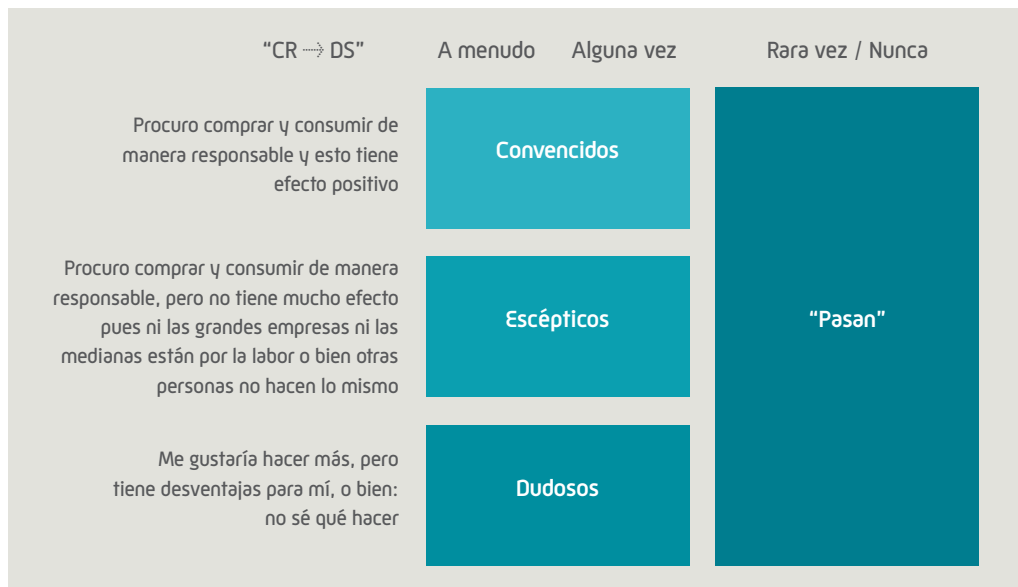 “CR ⤑ DS” A menudo Alguna vez Rara vez / Nunca
Procuro comprar y consumir de
manera responsable y esto tiene
efecto positivo
Convencidos
Procuro comprar y consumir de manera
responsable, pero no tiene mucho efecto
pues ni las grandes empresas ni las
medianas están por la labor o bien otras
personas no hacen lo mismo
Escépticos
“Pasan”
Me gustaría hacer más, pero
tiene desventajas para mí, o bien:
no sé qué hacer
Dudosos